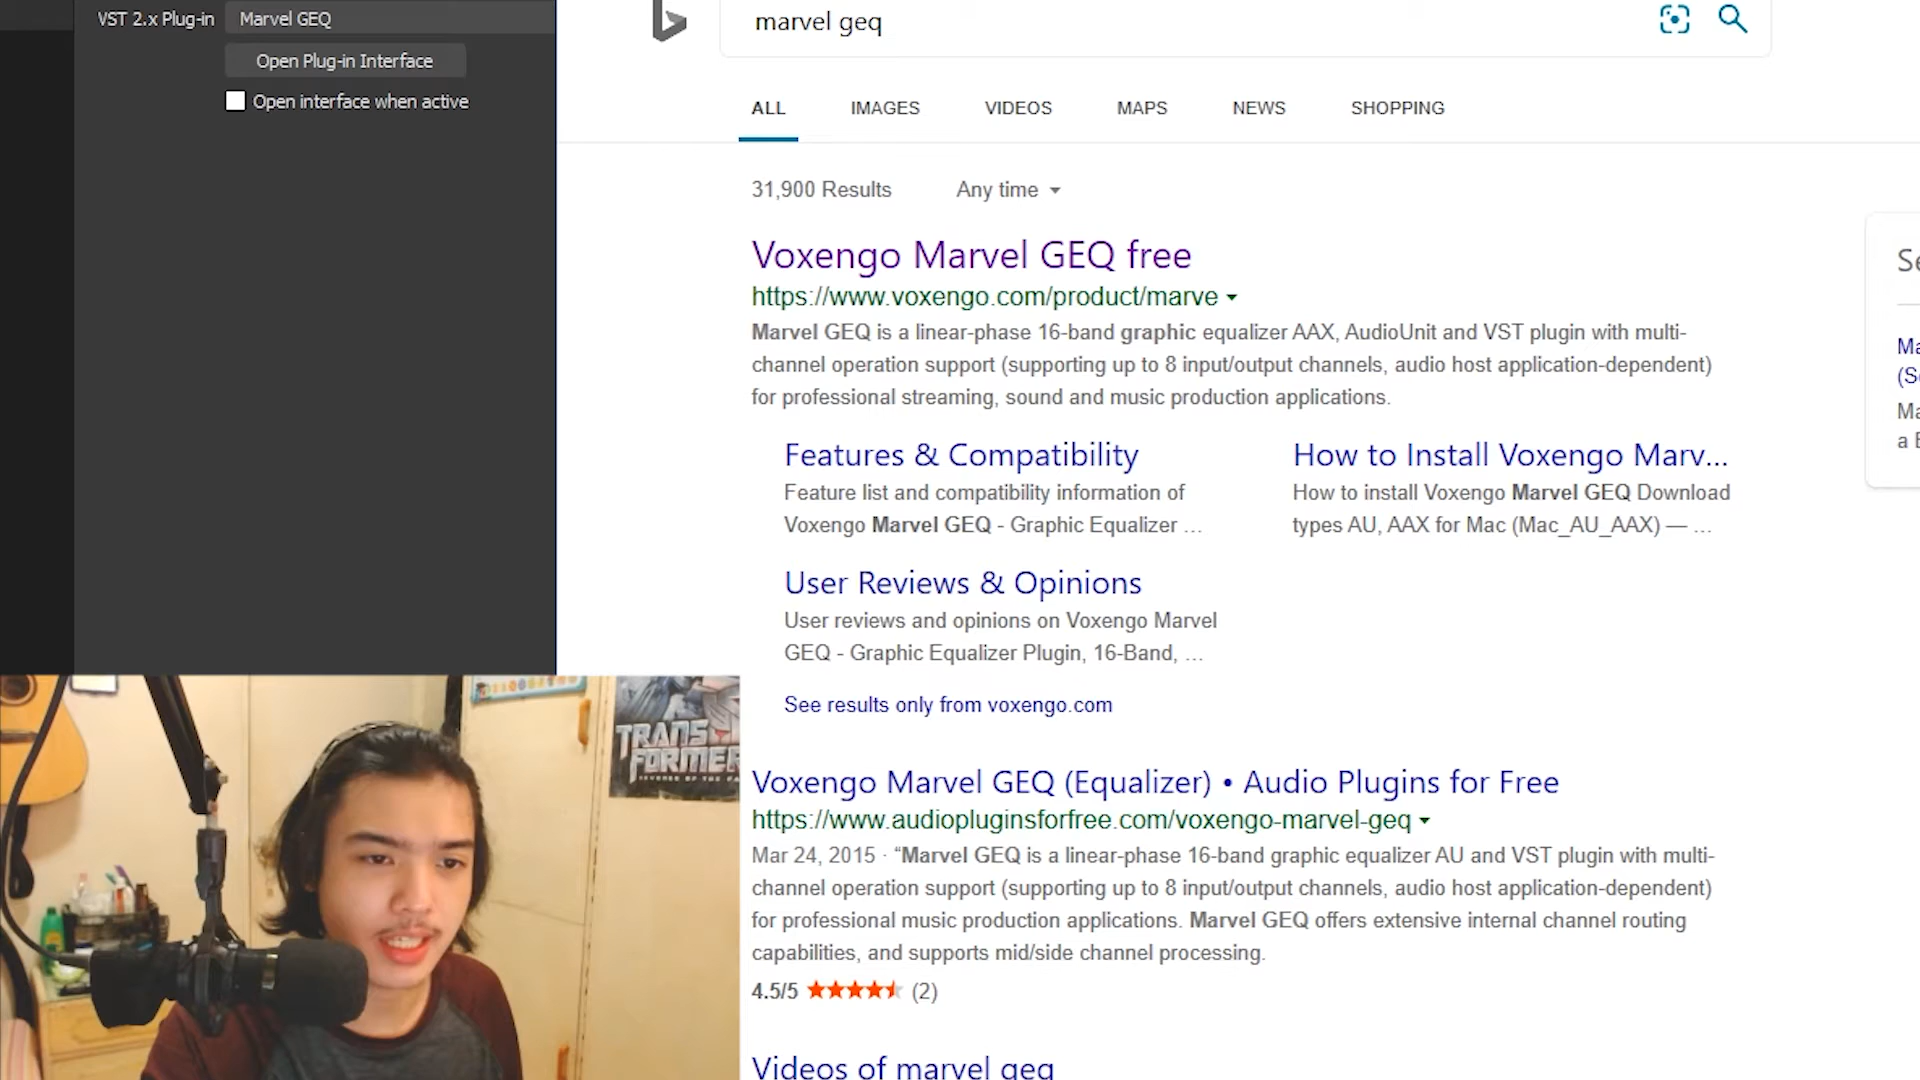 VST 2.x Plug-in
Marvel GEQ
Open Plug-in Interface
Open interface when active
marvel geq
ALL IMAGES VIDEOS MAPS NEWS SHOPPING
31,900 Results Any time
Voxengo Marvel GEQ free
https://www.voxengo.com/product/marve
Marvel GEQ is a linear-phase 16-band graphic equalizer AAX, AudioUnit and VST plugin with multi-
channel operation support (supporting up to 8 input/output channels, audio host application-dependent)
for professional streaming, sound and music production applications.
Features & Compatibility
Feature list and compatibility information of
Voxengo Marvel GEQ - Graphic Equalizer ...
How to Install Voxengo Marv...
How to install Voxengo Marvel GEQ Download
types AU, AAX for Mac (Mac_AU_AAX) — ...
User Reviews & Opinions
User reviews and opinions on Voxengo Marvel
GEQ - Graphic Equalizer Plugin, 16-Band, ...
See results only from voxengo.com
Voxengo Marvel GEQ (Equalizer) • Audio Plugins for Free
https://www.audiopluginsforfree.com/voxengo-marvel-geq
Mar 24, 2015 · “Marvel GEQ is a linear-phase 16-band graphic equalizer AU and VST plugin with multi-
channel operation support (supporting up to 8 input/output channels, audio host application-dependent)
for professional music production applications. Marvel GEQ offers extensive internal channel routing
capabilities, and supports mid/side channel processing.
4.5/5 (2)
Videos of marvel geq
Se
Ma
(So
Ma
a E
TRANS
FORMER
REVENGE OF THE FA